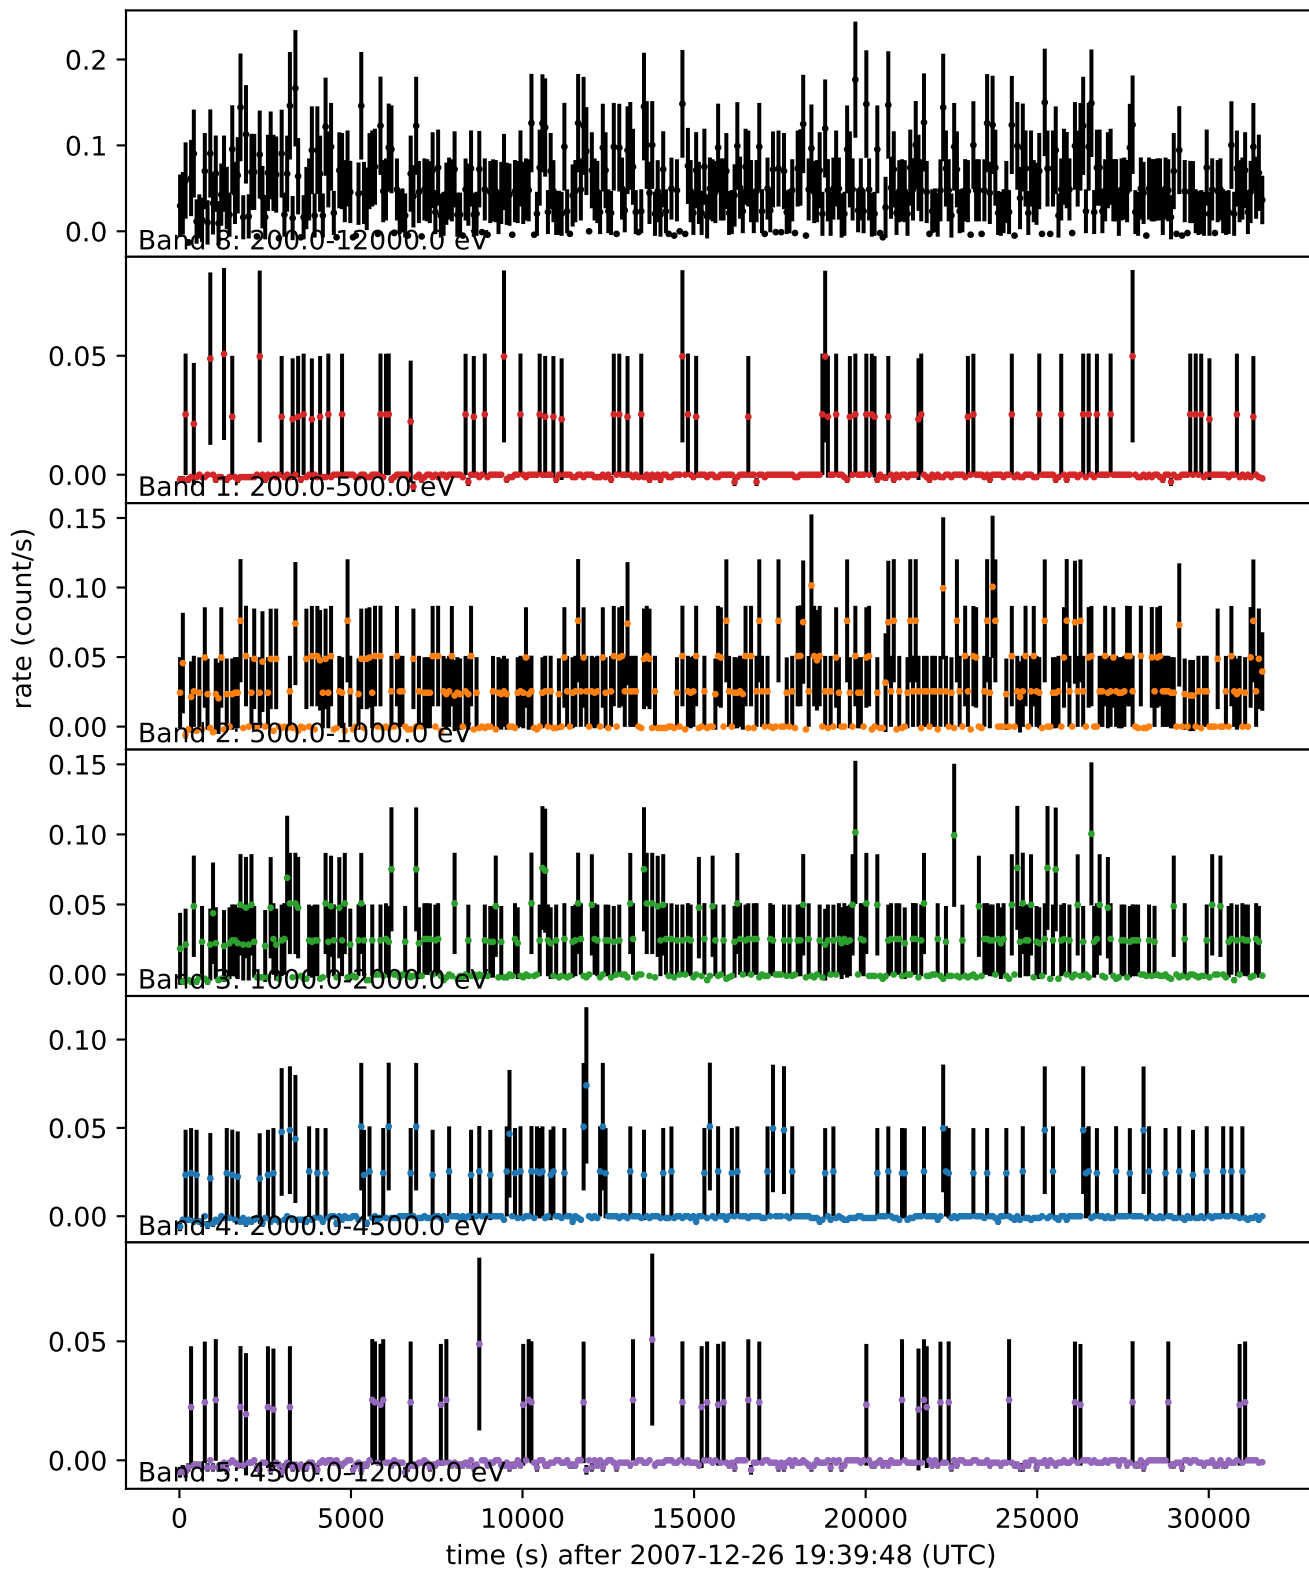 0.2
0.1
0.0
Band 8: 200.0-12000.0 eV
0.05
0.00
Band 1: 200.0-500.0 eV
0.15
0.10
0.05
0.00
Band 2: 500.0-1000.0 eV
rate (count/s)
0.15
0.10
0.05
0.00
Band 3: 1000.0-2000.0 eV
0.10
0.05
0.00
Band 4: 2000.0-4500.0 eV
0.05
0.00
Band 5: 4500.0-12000.0 eV
0 5000 10000 15000 20000 25000 30000
time (s) after 2007-12-26 19:39:48 (UTC)